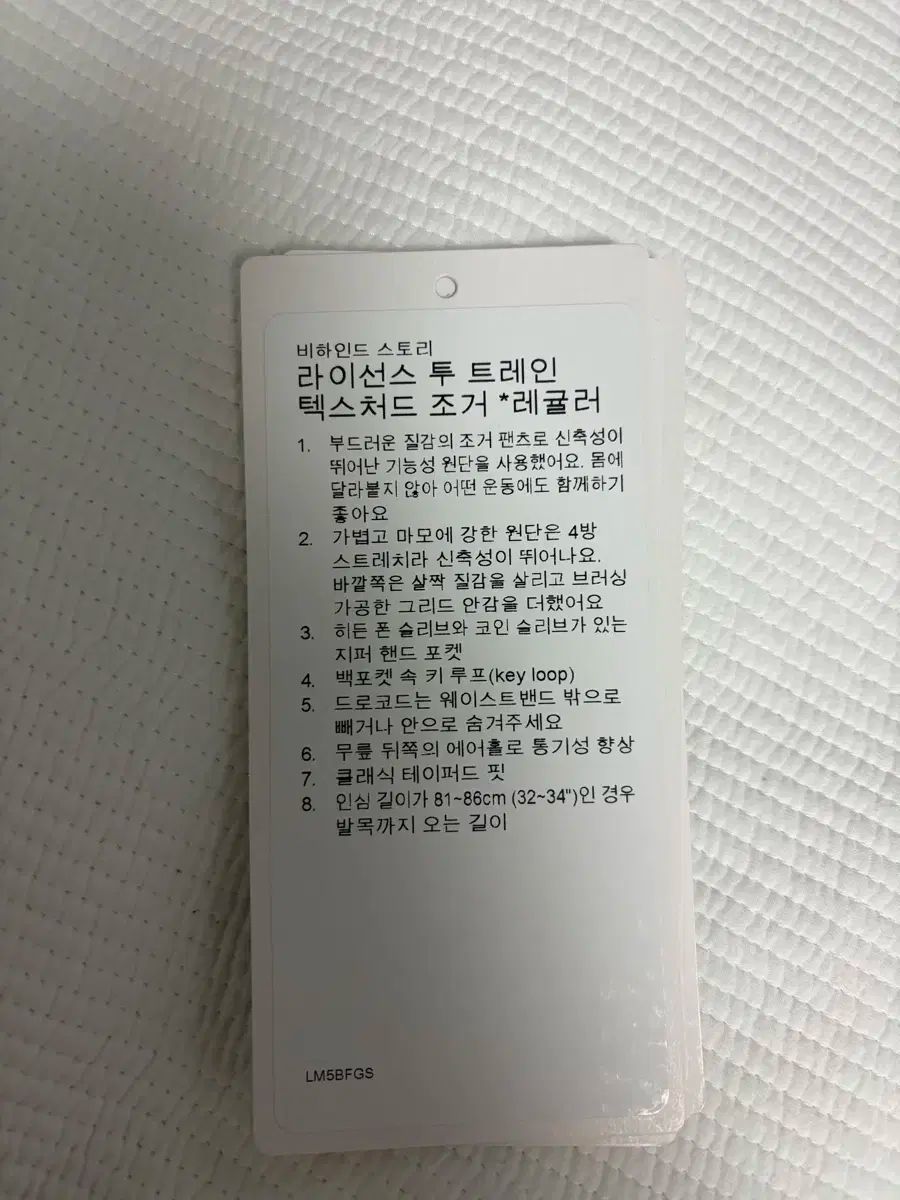 비하인드 스토리
라이선스 투 트레인
텍스처드 조거 *레귤러
1. 부드러운 질감의 조거 팬츠로 신축성이
뛰어난 기능성 원단을 사용했어요. 몸에
달라붙지 않아 어떤 운동에도 함께하기
좋아요
2. 가볍고 마모에 강한 원단은 4방
스트레치라 신축성이 뛰어나요.
바깥쪽은 살짝 질감을 살리고 브러싱
가공한 그리드 안감을 더했어요
3. 히든 폰 슬리브와 코인 슬리브가 있는
지퍼 핸드 포켓
4. 백포켓 속 키 루프(key loop)
5. 드로코드는 웨이스트밴드 밖으로
빼거나 안으로 숨겨주세요
6. 무릎 뒤쪽의 에어홀로 통기성 향상
7. 클래식 테이퍼드 핏
8. 인심 길이가 81~86cm (32~34")인 경우
발목까지 오는 길이
LM5BFGS